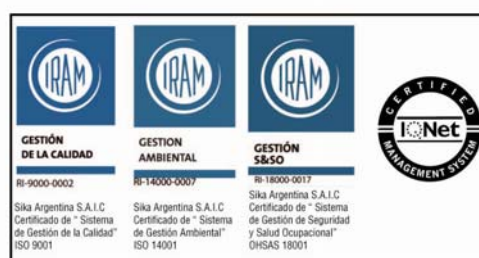 IRAM
GESTIÓN
DE LA CALIDAD
RI-9000-0002
Sika Argentina S.A.I.C
Certificado de " Sistema
de Gestión de la Calidad"
ISO 9001
IRAM
GESTION
AMBIENTAL
RI-14000-0007
Sika Argentina S.A.I.C
Certificado de " Sistema
de Gestión Ambiental"
ISO 14001
IRAM
GESTIÓN
S&SO
RI-18000-0017
Sika Argentina S.A.I.C
Certificado de " Sistema
de Gestión de Seguridad
y Salud Ocupacional"
OHSAS 18001
CERTIFIED
IQNet
MANAGEMENT SYSTEM